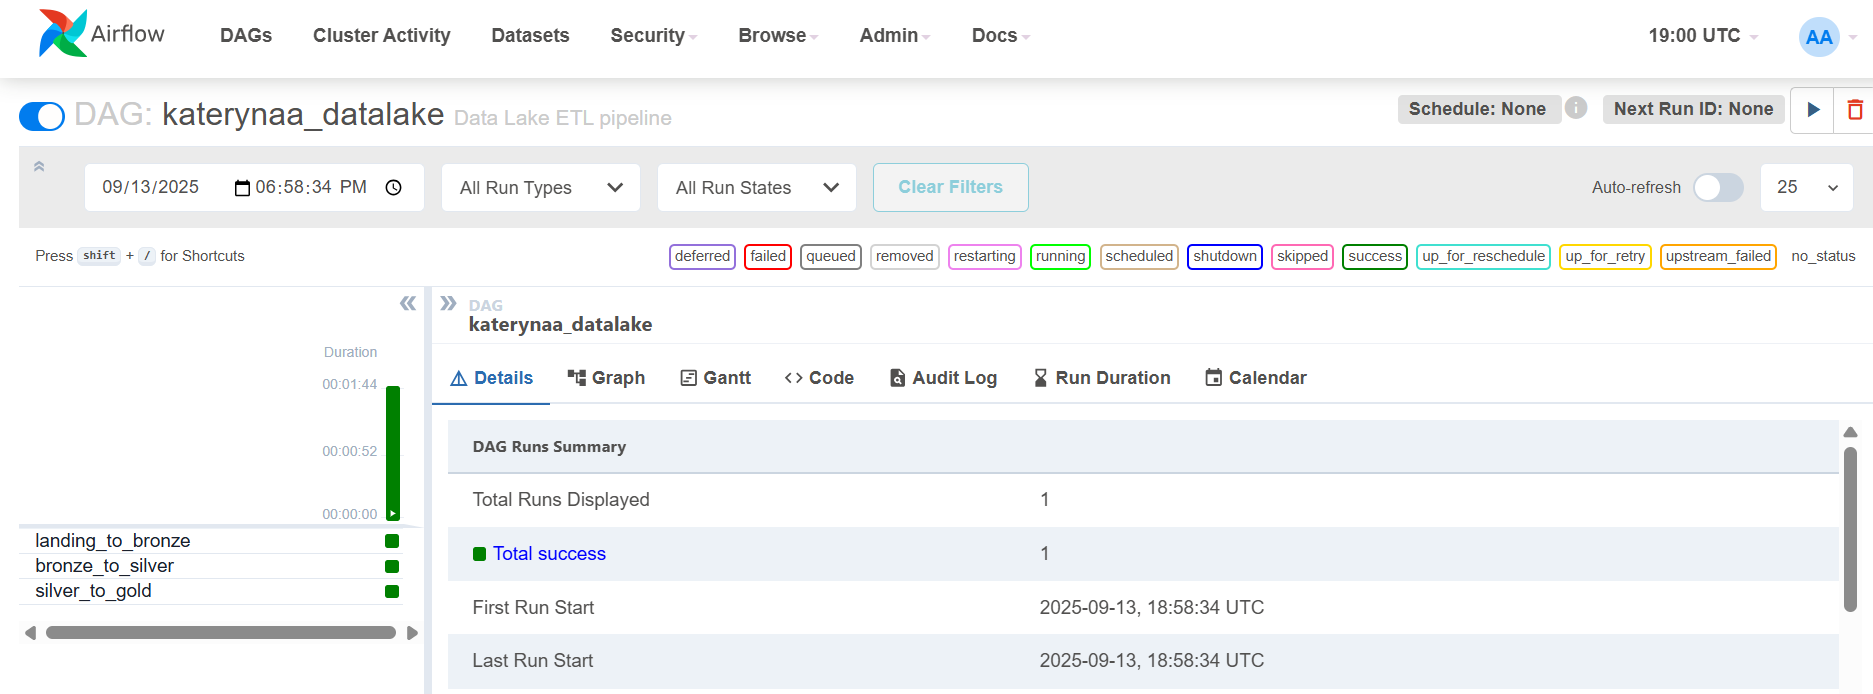 Airflow DAGs Cluster Activity Datasets Security Browse Admin Docs 19:00 UTC AA
DAG: katerynaa_datalake Data Lake ETL pipeline Schedule: None i Next Run ID: None
09/13/2025 06:58:34 PM All Run Types All Run States Clear Filters Auto-refresh 25
Press shift + / for Shortcuts deferred failed queued removed restarting running scheduled shutdown skipped success up_for_reschedule up_for_retry upstream_failed no_status
DAG
katerynaa_datalake
Duration
00:01:44
00:00:52
00:00:00
landing_to_bronze
bronze_to_silver
silver_to_gold
Details Graph Gantt Code Audit Log Run Duration Calendar
DAG Runs Summary
Total Runs Displayed 1
Total success 1
First Run Start 2025-09-13, 18:58:34 UTC
Last Run Start 2025-09-13, 18:58:34 UTC